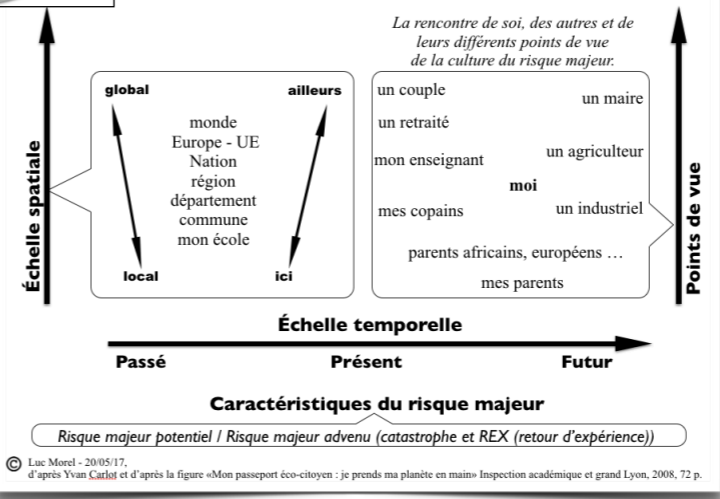 La rencontre de soi, des autres et de
leurs différents points de vue
de la culture du risque majeur.
Échelle spatiale
global
ailleurs
monde
Europe - UE
Nation
région
département
commune
mon école
local
ici
un couple
un maire
un retraité
un agriculteur
mon enseignant
moi
mes copains
un industriel
parents africains, européens …
mes parents
Points de vue
Échelle temporelle
Passé
Présent
Futur
Caractéristiques du risque majeur
Risque majeur potentiel / Risque majeur advenu (catastrophe et REX (retour d'expérience))
© Luc Morel - 20/05/17,
d'après Yvan Carlot et d'après la figure «Mon passeport éco-citoyen : je prends ma planète en main» Inspection académique et grand Lyon, 2008, 72 p.